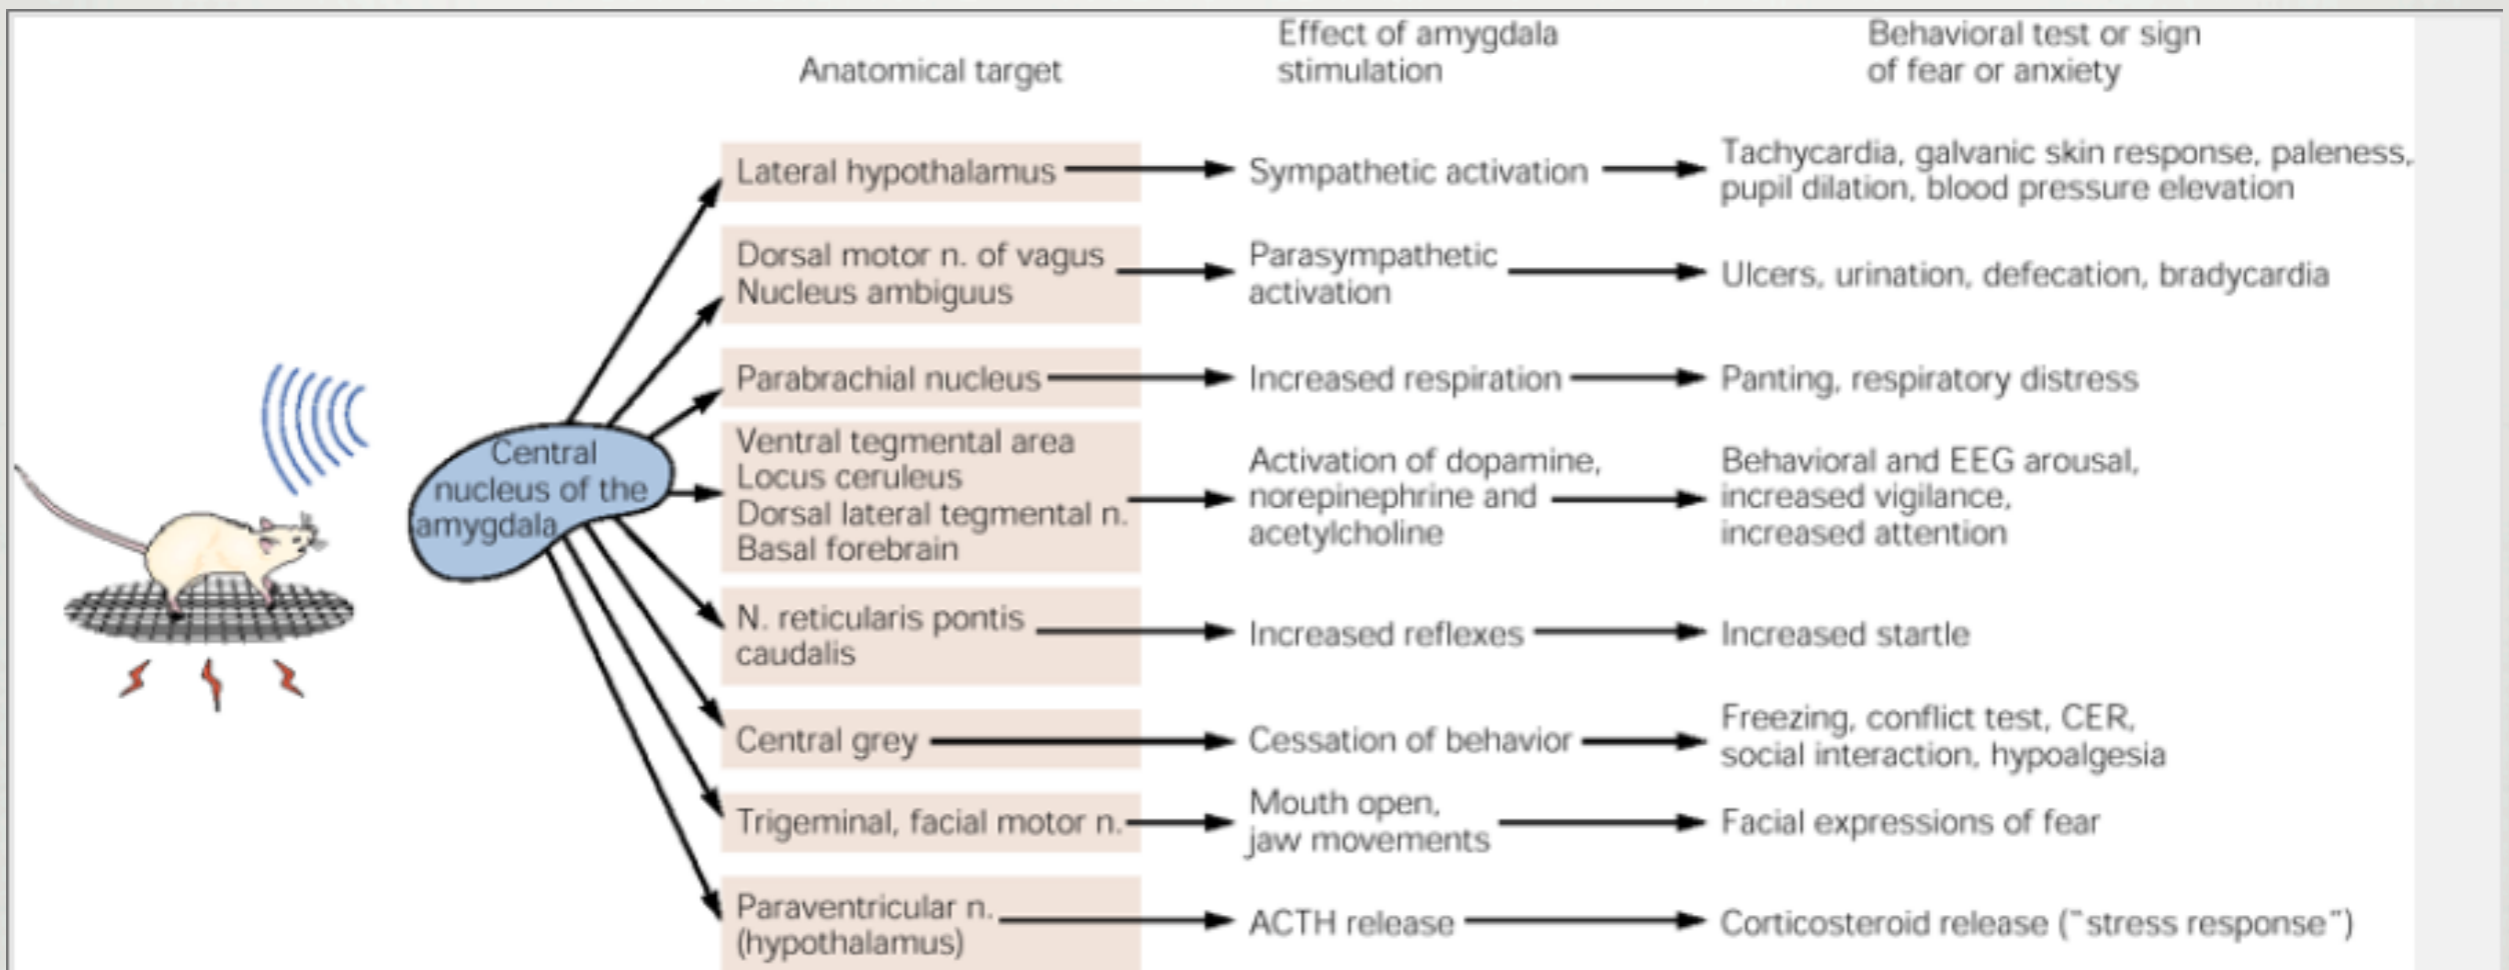 Anatomical target
Effect of amygdala
stimulation
Behavioral test or sign
of fear or anxiety
Central
nucleus of the
amygdala
Lateral hypothalamus
Sympathetic activation
Tachycardia, galvanic skin response, paleness,
pupil dilation, blood pressure elevation
Dorsal motor n. of vagus
Nucleus ambiguus
Parasympathetic
activation
Ulcers, urination, defecation, bradycardia
Parabrachial nucleus
Increased respiration
Panting, respiratory distress
Ventral tegmental area
Locus ceruleus
Dorsal lateral tegmental n.
Basal forebrain
Activation of dopamine,
norepinephrine and
acetylcholine
Behavioral and EEG arousal,
increased vigilance,
increased attention
N. reticularis pontis
caudalis
Increased reflexes
Increased startle
Central grey
Cessation of behavior
Freezing, conflict test, CER,
social interaction, hypoalgesia
Trigeminal, facial motor n.
Mouth open,
jaw movements
Facial expressions of fear
Paraventricular n.
(hypothalamus)
ACTH release
Corticosteroid release ("stress response")